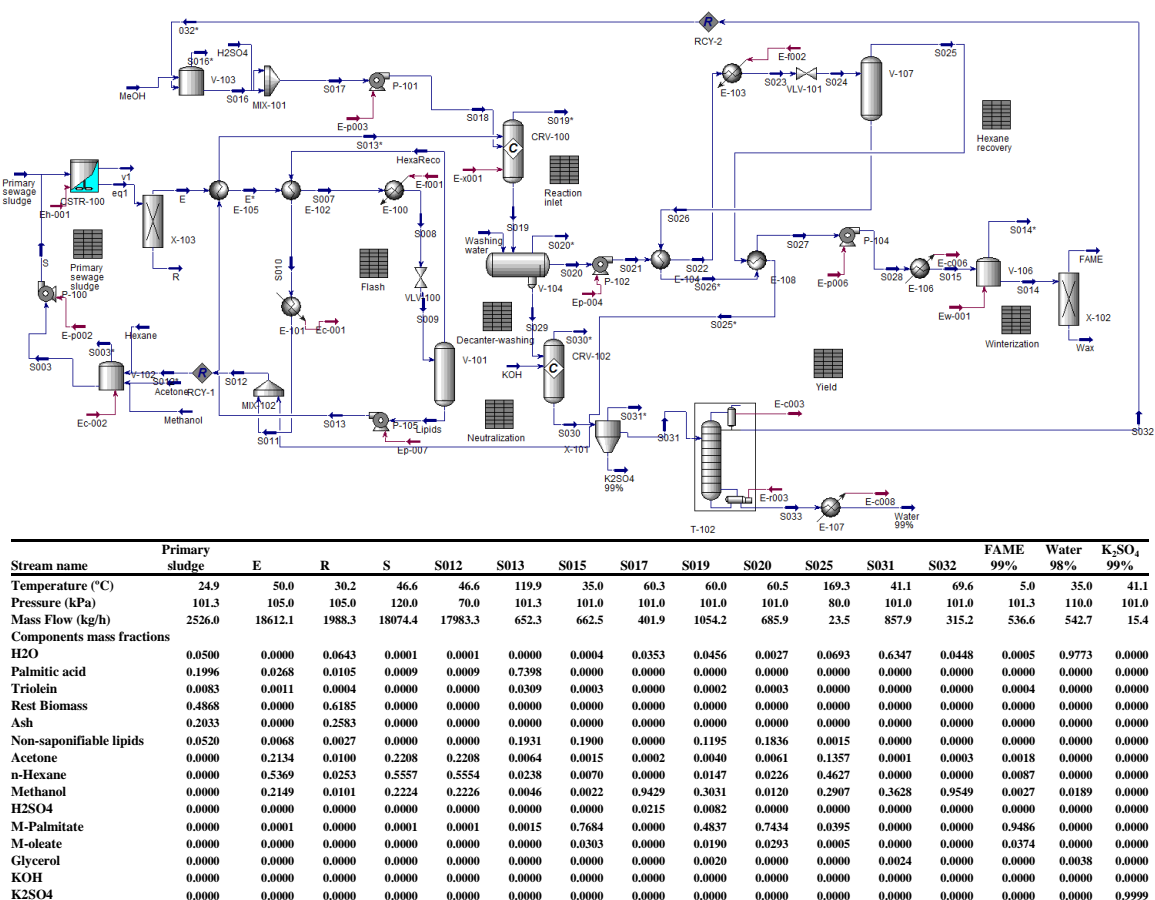 032*
RCY-2
H2SO4
S016*
V-103
MeOH
S016
MIX-101
S017
P-101
E-p003
S018
S019*
CRV-100
C
E-x001
Reaction
inlet
S019
E-f002
E-103
S023
VLV-101
S024
V-107
S025
Hexane
recovery
S013*
HexaReco
Primary
sewage
sludge
v1
eq1
CSTR-100
Eh-001
X-103
E
R
Primary
sewage
sludge
E*
E-105
S007
E-102
E-f001
E-100
S008
VLV-100
S009
Flash
V-101
S010
E-101
Ec-001
S
P-100
E-p002
Hexane
S003*
V-102
S003
Acetone
RCY-1
S012
MIX-102
Ec-002
Methanol
S011
S013
P-105
Lipids
Ep-007
Washing
water
S020*
V-104
S020
P-102
Ep-004
S021
S026
S022
E-104
S026*
E-108
S027
P-104
E-p006
S028
E-c006
E-106
S015
Ew-001
S014*
V-106
S014
FAME
X-102
Wax
Winterization
Decanter-washing
S029
S030*
CRV-102
C
KOH
Neutralization
S030
S025*
X-101
S031*
S031
K2SO4
99%
Yield
E-c003
E-r003
T-102
S033
E-c008
E-107
Water
99%
S032
Stream name Primary sludge E R S S012 S013 S015 S017 S019 S020 S025 S031 S032 FAME 99% Water 98% K₂SO₄ 99%
Temperature (ºC) 24.9 50.0 30.2 46.6 46.6 119.9 35.0 60.3 60.0 60.5 169.3 41.1 69.6 5.0 35.0 41.1
Pressure (kPa) 101.3 105.0 105.0 120.0 70.0 101.3 101.0 101.0 101.0 101.0 80.0 101.0 101.0 101.3 110.0 101.0
Mass Flow (kg/h) 2526.0 18612.1 1988.3 18074.4 17983.3 652.3 662.5 401.9 1054.2 685.9 23.5 857.9 315.2 536.6 542.7 15.4
Components mass fractions
H2O 0.0500 0.0000 0.0643 0.0001 0.0001 0.0000 0.0004 0.0353 0.0456 0.0027 0.0693 0.6347 0.0448 0.0005 0.9773 0.0000
Palmitic acid 0.1996 0.0268 0.0105 0.0009 0.0009 0.7398 0.0000 0.0000 0.0000 0.0000 0.0000 0.0000 0.0000 0.0000 0.0000 0.0000
Triolein 0.0083 0.0011 0.0004 0.0000 0.0000 0.0309 0.0003 0.0000 0.0002 0.0003 0.0000 0.0000 0.0000 0.0004 0.0000 0.0000
Rest Biomass 0.4868 0.0000 0.6185 0.0000 0.0000 0.0000 0.0000 0.0000 0.0000 0.0000 0.0000 0.0000 0.0000 0.0000 0.0000 0.0000
Ash 0.2033 0.0000 0.2583 0.0000 0.0000 0.0000 0.0000 0.0000 0.0000 0.0000 0.0000 0.0000 0.0000 0.0000 0.0000 0.0000
Non-saponifiable lipids 0.0520 0.0068 0.0027 0.0000 0.0000 0.1931 0.1900 0.0000 0.1195 0.1836 0.0015 0.0000 0.0000 0.0000 0.0000 0.0000
Acetone 0.0000 0.2134 0.0100 0.2208 0.2208 0.0064 0.0015 0.0002 0.0040 0.0061 0.1357 0.0001 0.0003 0.0018 0.0000 0.0000
n-Hexane 0.0000 0.5369 0.0253 0.5557 0.5554 0.0238 0.0070 0.0000 0.0147 0.0226 0.4627 0.0000 0.0000 0.0087 0.0000 0.0000
Methanol 0.0000 0.2149 0.0101 0.2224 0.2226 0.0046 0.0022 0.9429 0.3031 0.0120 0.2907 0.3628 0.9549 0.0027 0.0189 0.0000
H2SO4 0.0000 0.0000 0.0000 0.0000 0.0000 0.0000 0.0000 0.0215 0.0082 0.0000 0.0000 0.0000 0.0000 0.0000 0.0000 0.0000
M-Palmitate 0.0000 0.0001 0.0000 0.0001 0.0001 0.0015 0.7684 0.0000 0.4837 0.7434 0.0395 0.0000 0.0000 0.9486 0.0000 0.0000
M-oleate 0.0000 0.0000 0.0000 0.0000 0.0000 0.0000 0.0303 0.0000 0.0190 0.0293 0.0005 0.0000 0.0000 0.0374 0.0000 0.0000
Glycerol 0.0000 0.0000 0.0000 0.0000 0.0000 0.0000 0.0000 0.0000 0.0020 0.0000 0.0000 0.0024 0.0000 0.0000 0.0038 0.0000
KOH 0.0000 0.0000 0.0000 0.0000 0.0000 0.0000 0.0000 0.0000 0.0000 0.0000 0.0000 0.0000 0.0000 0.0000 0.0000 0.0000
K2SO4 0.0000 0.0000 0.0000 0.0000 0.0000 0.0000 0.0000 0.0000 0.0000 0.0000 0.0000 0.0000 0.0000 0.0000 0.0000 0.9999